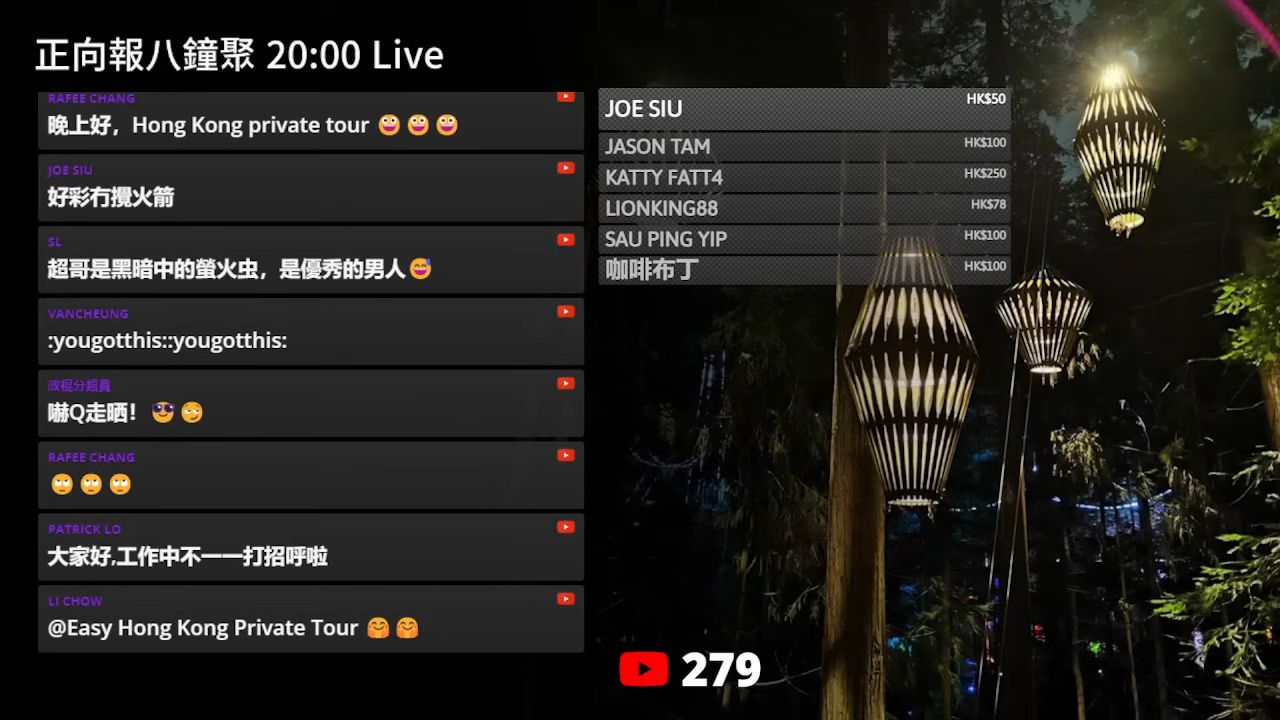 正向報八鐘聚 20:00 Live
RAFEE CHANG
晚上好，Hong Kong private tour 😀😀😀
JOE SIU
好彩冇攪火箭
SL
超哥是黑暗中的螢火虫，是優秀的男人😅
VANCHEUNG
:yougotthis::yougotthis:
政棍分類員
嚇Q走晒！😎🙄
RAFEE CHANG
🙄🙄🙄
PATRICK LO
大家好,工作中不一一打招呼啦
LI CHOW
@Easy Hong Kong Private Tour 🤗🤗
JOE SIU HK$50
JASON TAM HK$100
KATTY FATT4 HK$250
LIONKING88 HK$78
SAU PING YIP HK$100
咖啡布丁 HK$100
279